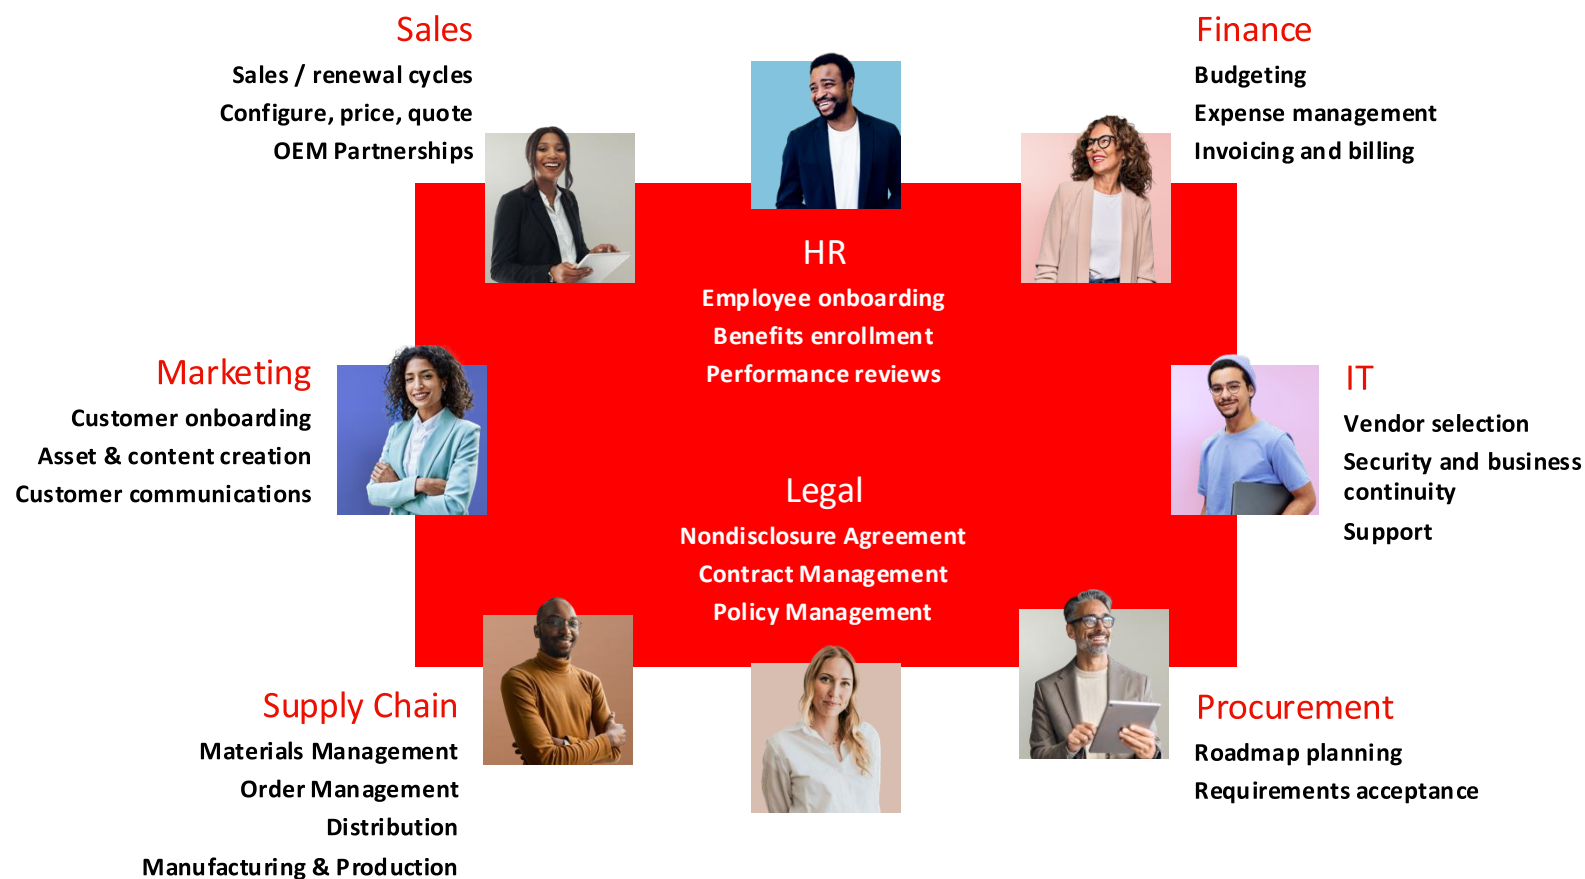 Sales
Sales / renewal cycles
Configure, price, quote
OEM Partnerships
Finance
Budgeting
Expense management
Invoicing and billing
HR
Employee onboarding
Benefits enrollment
Performance reviews
Marketing
Customer onboarding
Asset & content creation
Customer communications
IT
Vendor selection
Security and business
continuity
Support
Legal
Nondisclosure Agreement
Contract Management
Policy Management
Supply Chain
Materials Management
Order Management
Distribution
Manufacturing & Production
Procurement
Roadmap planning
Requirements acceptance